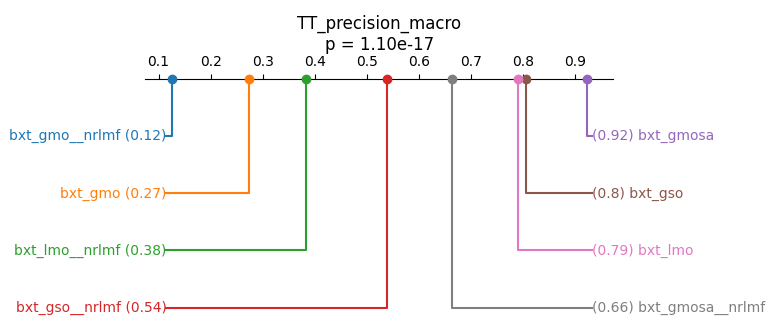 TT_precision_macro
p = 1.10e-17
0.1 0.2 0.3 0.4 0.5 0.6 0.7 0.8 0.9
bxt_gmo__nrlmf (0.12) (0.92) bxt_gmosa
bxt_gmo (0.27) (0.8) bxt_gso
bxt_lmo__nrlmf (0.38) (0.79) bxt_lmo
bxt_gso__nrlmf (0.54) (0.66) bxt_gmosa__nrlmf